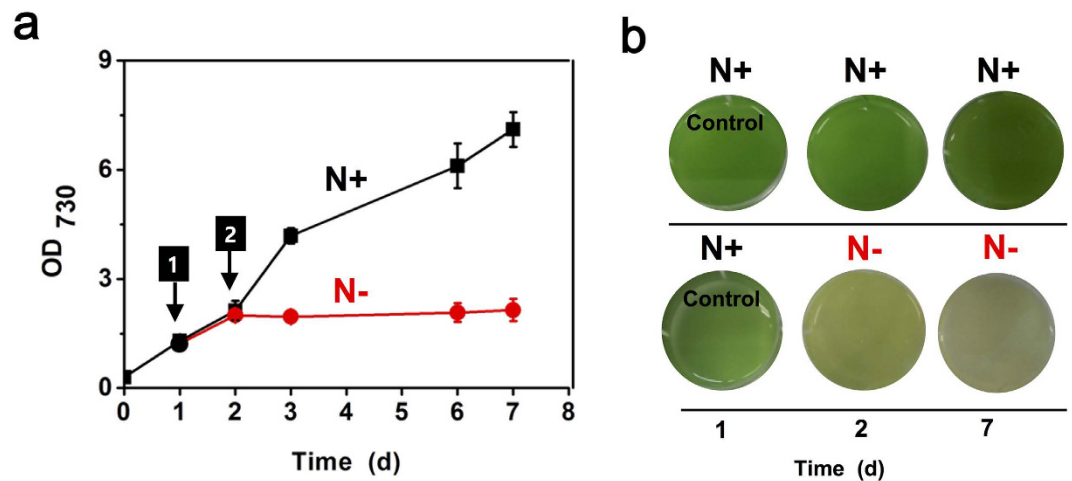 a
9
6
3
0
OD 730
1
2
N+
N-
0 1 2 3 4 5 6 7 8
Time (d)
b
N+ N+ N+
Control
N+ N- N-
Control
1 2 7
Time (d)